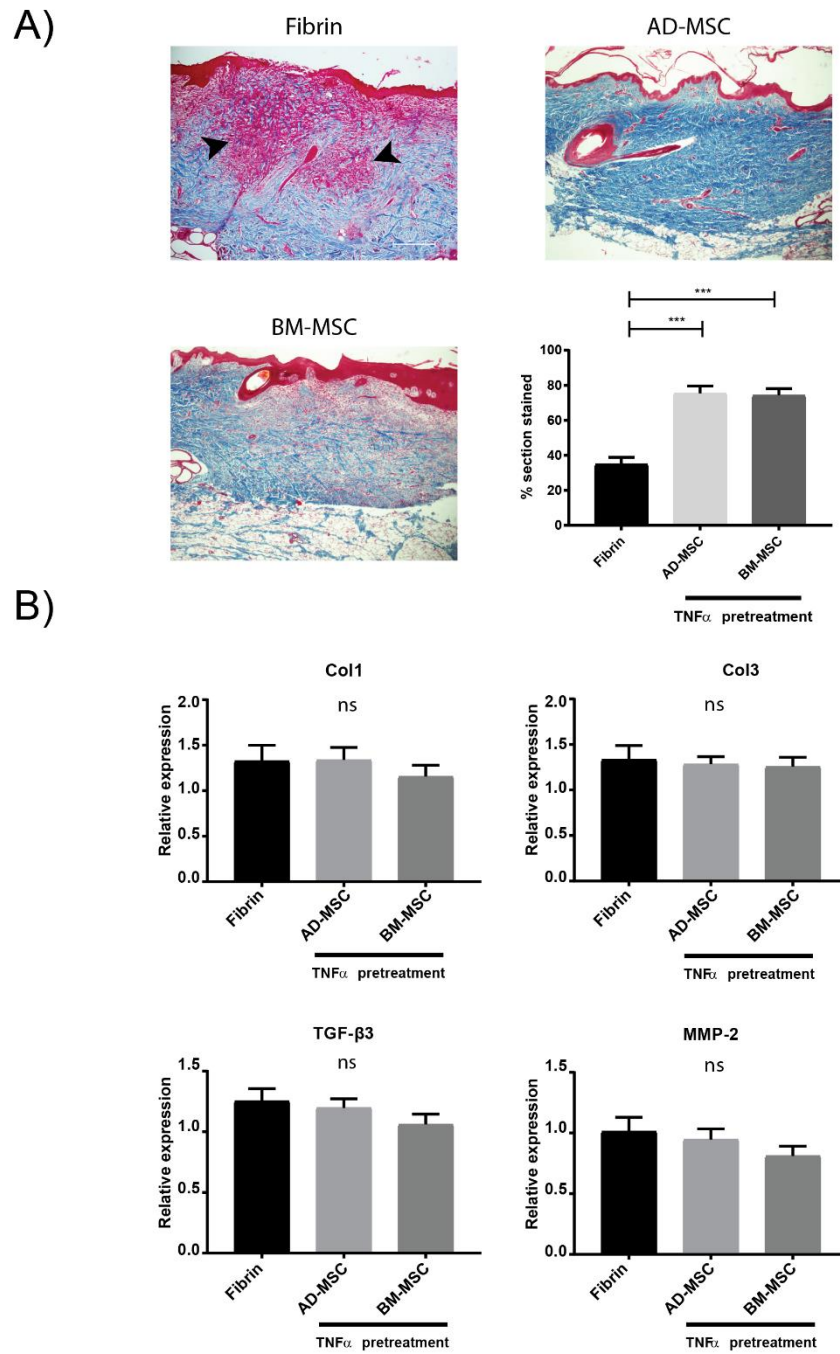 A)
Fibrin
AD-MSC
BM-MSC
***
***
% section stained
100
80
60
40
20
0
Fibrin
AD-MSC
BM-MSC
TNFα pretreatment
B)
Col1
ns
Relative expression
2.0
1.5
1.0
0.5
0.0
Fibrin
AD-MSC
BM-MSC
TNFα pretreatment
Col3
ns
Relative expression
2.0
1.5
1.0
0.5
0.0
Fibrin
AD-MSC
BM-MSC
TNFα pretreatment
TGF-β3
ns
Relative expression
1.5
1.0
0.5
0.0
Fibrin
AD-MSC
BM-MSC
TNFα pretreatment
MMP-2
ns
Relative expression
1.5
1.0
0.5
0.0
Fibrin
AD-MSC
BM-MSC
TNFα pretreatment